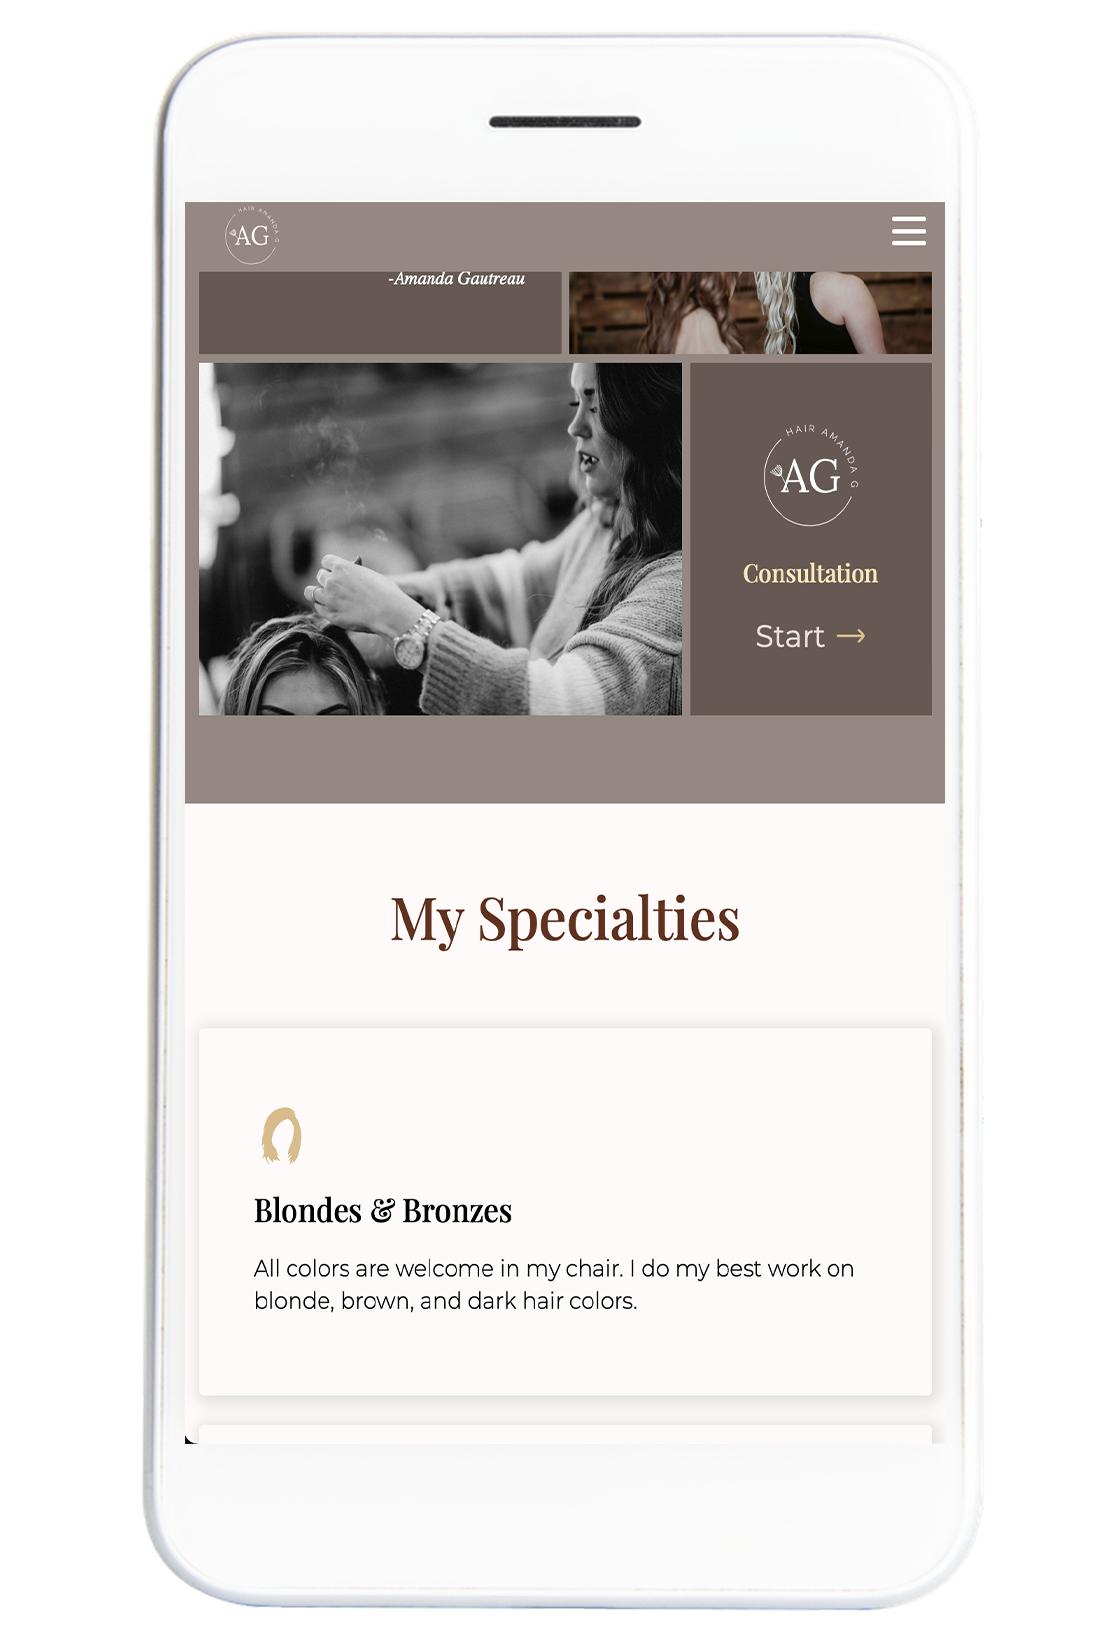 HAIR AMANDA G
AG
-Amanda Gautreau
HAIR AMANDA G
AG
Consultation
Start →
My Specialties
Blondes & Bronzes
All colors are welcome in my chair. I do my best work on
blonde, brown, and dark hair colors.